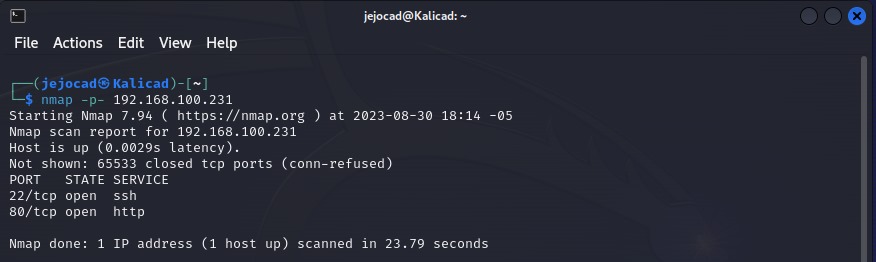 jejocad@Kalicad: ~
File Actions Edit View Help
┌──(jejocad㉿Kalicad)-[~]
└─$ nmap -p- 192.168.100.231
Starting Nmap 7.94 ( https://nmap.org ) at 2023-08-30 18:14 -05
Nmap scan report for 192.168.100.231
Host is up (0.0029s latency).
Not shown: 65533 closed tcp ports (conn-refused)
PORT   STATE SERVICE
22/tcp open  ssh
80/tcp open  http
Nmap done: 1 IP address (1 host up) scanned in 23.79 seconds